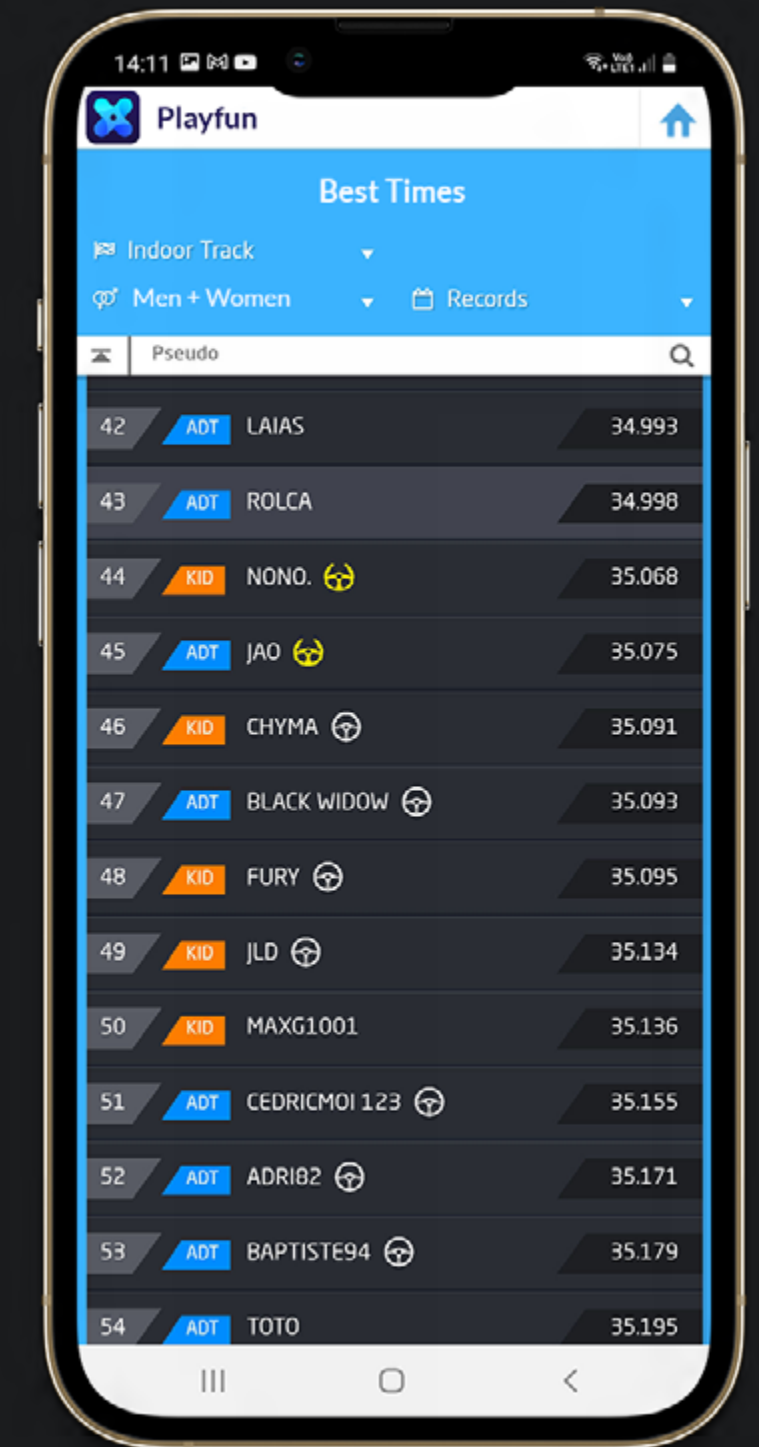 14:11
Playfun
Best Times
Indoor Track
Men + Women Records
Pseudo
42 ADT LAIAS 34.993
43 ADT ROLCA 34.998
44 KID NONO. 35.068
45 ADT JAO 35.075
46 KID CHYMA 35.091
47 ADT BLACK WIDOW 35.093
48 KID FURY 35.095
49 KID JLD 35.134
50 KID MAXG1001 35.136
51 ADT CEDRICMOI 123 35.155
52 ADT ADRI82 35.171
53 ADT BAPTISTE94 35.179
54 ADT TOTO 35.195